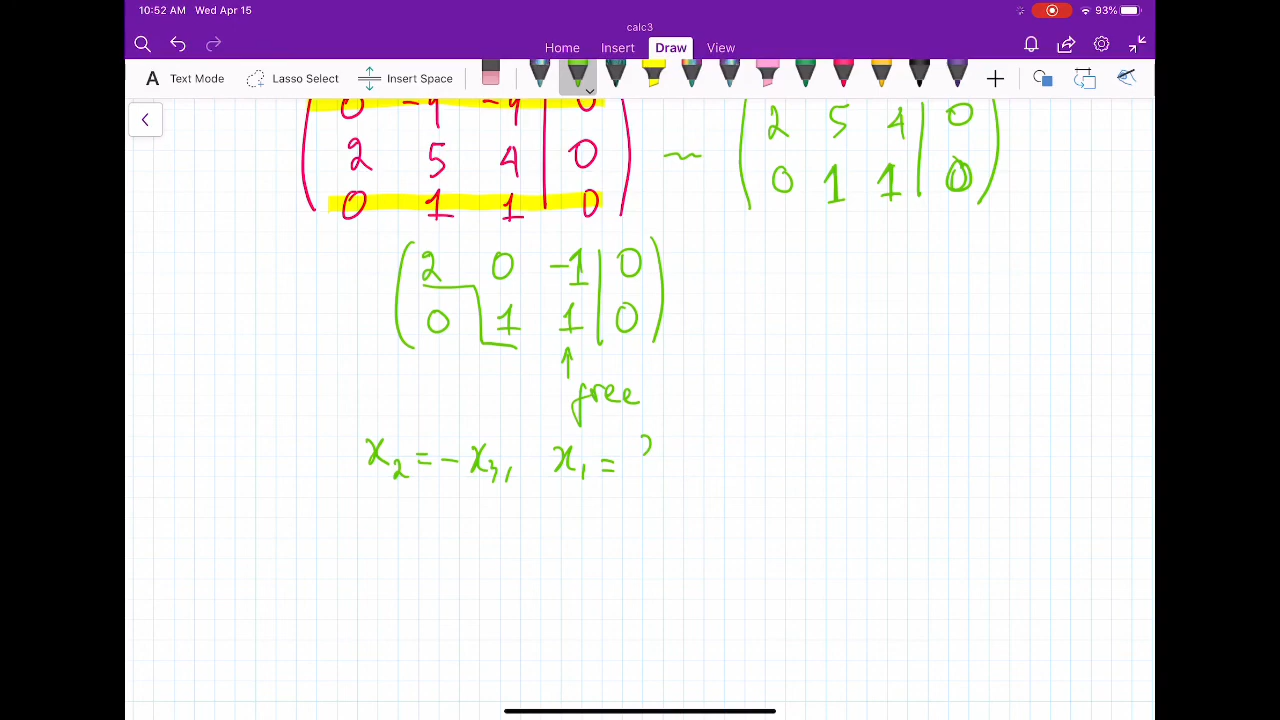 10:52 AM Wed Apr 15
93%
calc3
Home Insert Draw View
A Text Mode Lasso Select Insert Space
2 5 4 | 0 ~ 2 5 4 | 0
0 1 1 | 0 0 1 1 | 0
2 0 -1 | 0
0 1 1 | 0
↑
free
x₂ = -x₃, x₁ =